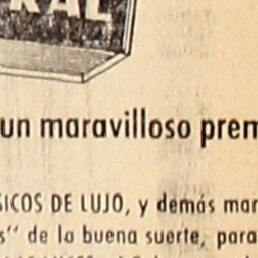 RAL
un maravilloso prem
SICOS DE LUJO, y demás mar
s" de la buena suerte, para